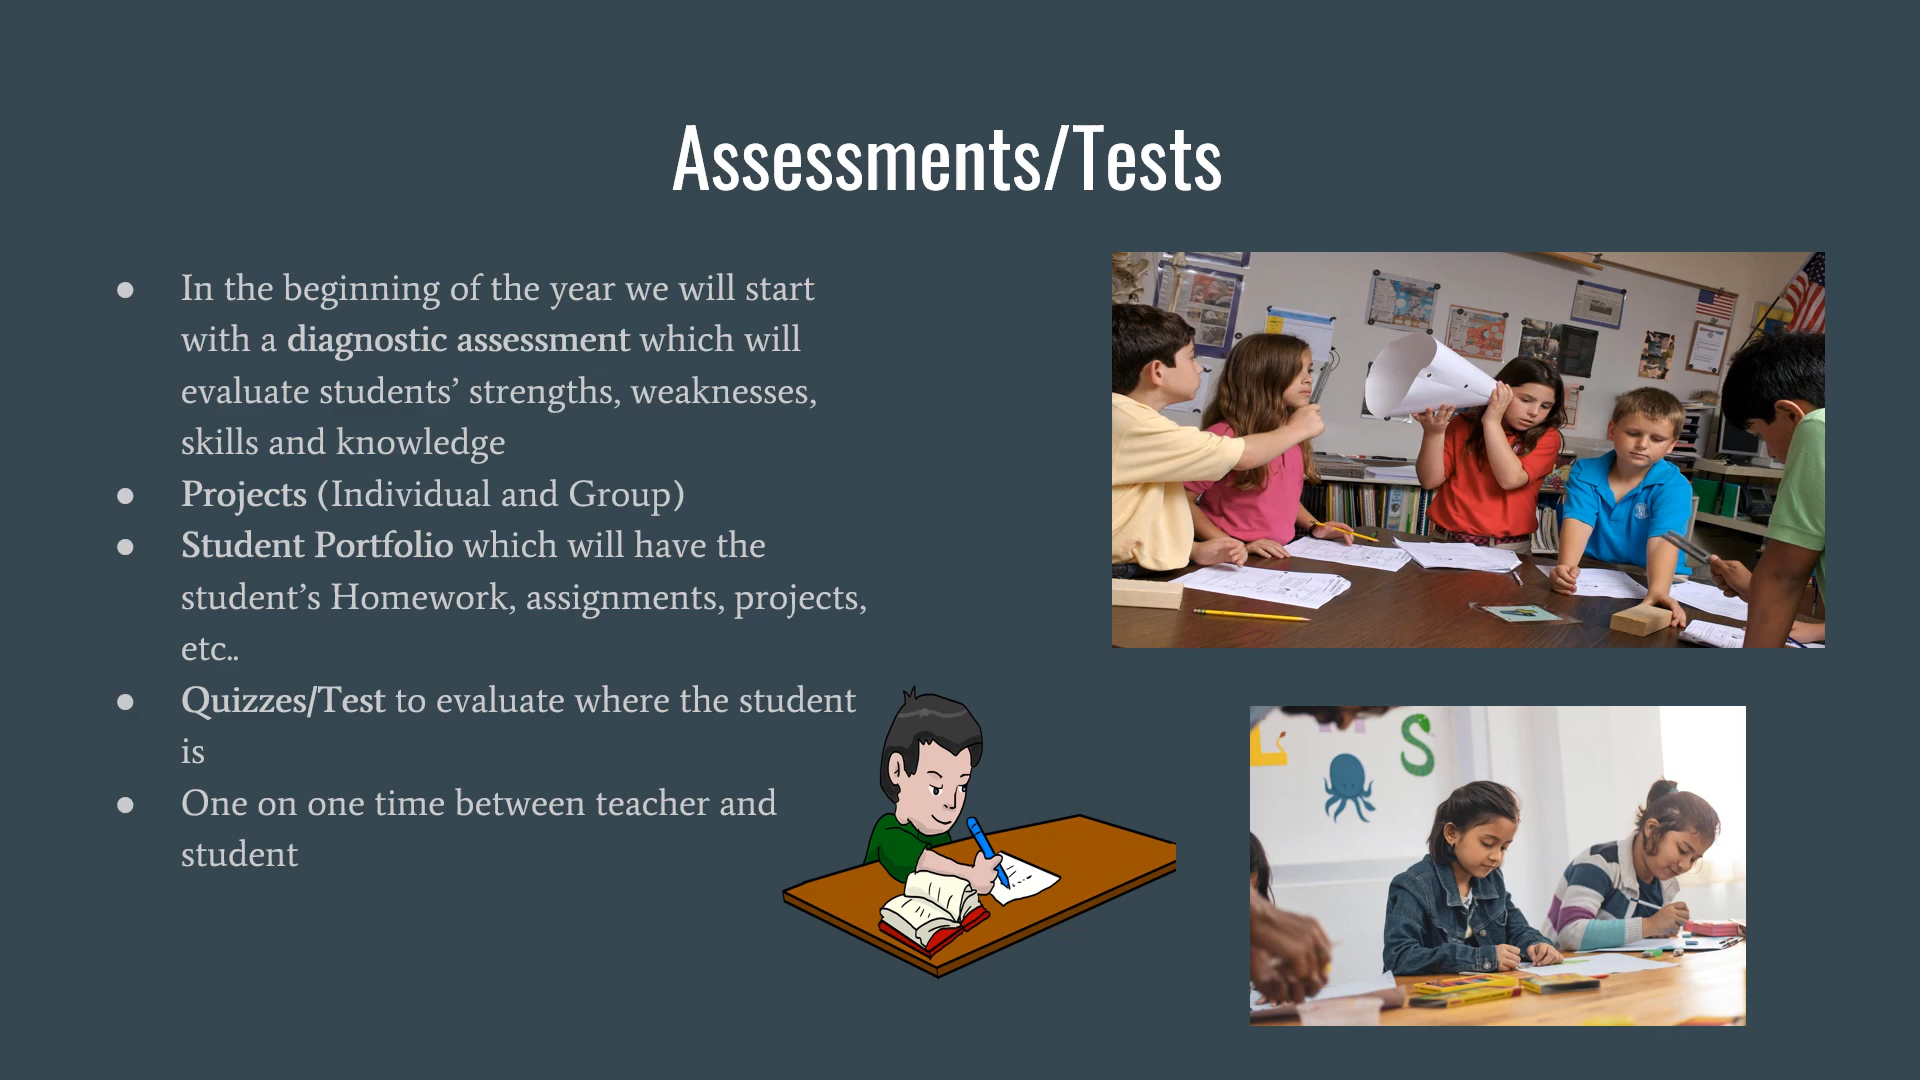 Assessments/Tests
● In the beginning of the year we will start
with a diagnostic assessment which will
evaluate students’ strengths, weaknesses,
skills and knowledge
● Projects (Individual and Group)
● Student Portfolio which will have the
student’s Homework, assignments, projects,
etc..
● Quizzes/Test to evaluate where the student
is
● One on one time between teacher and
student